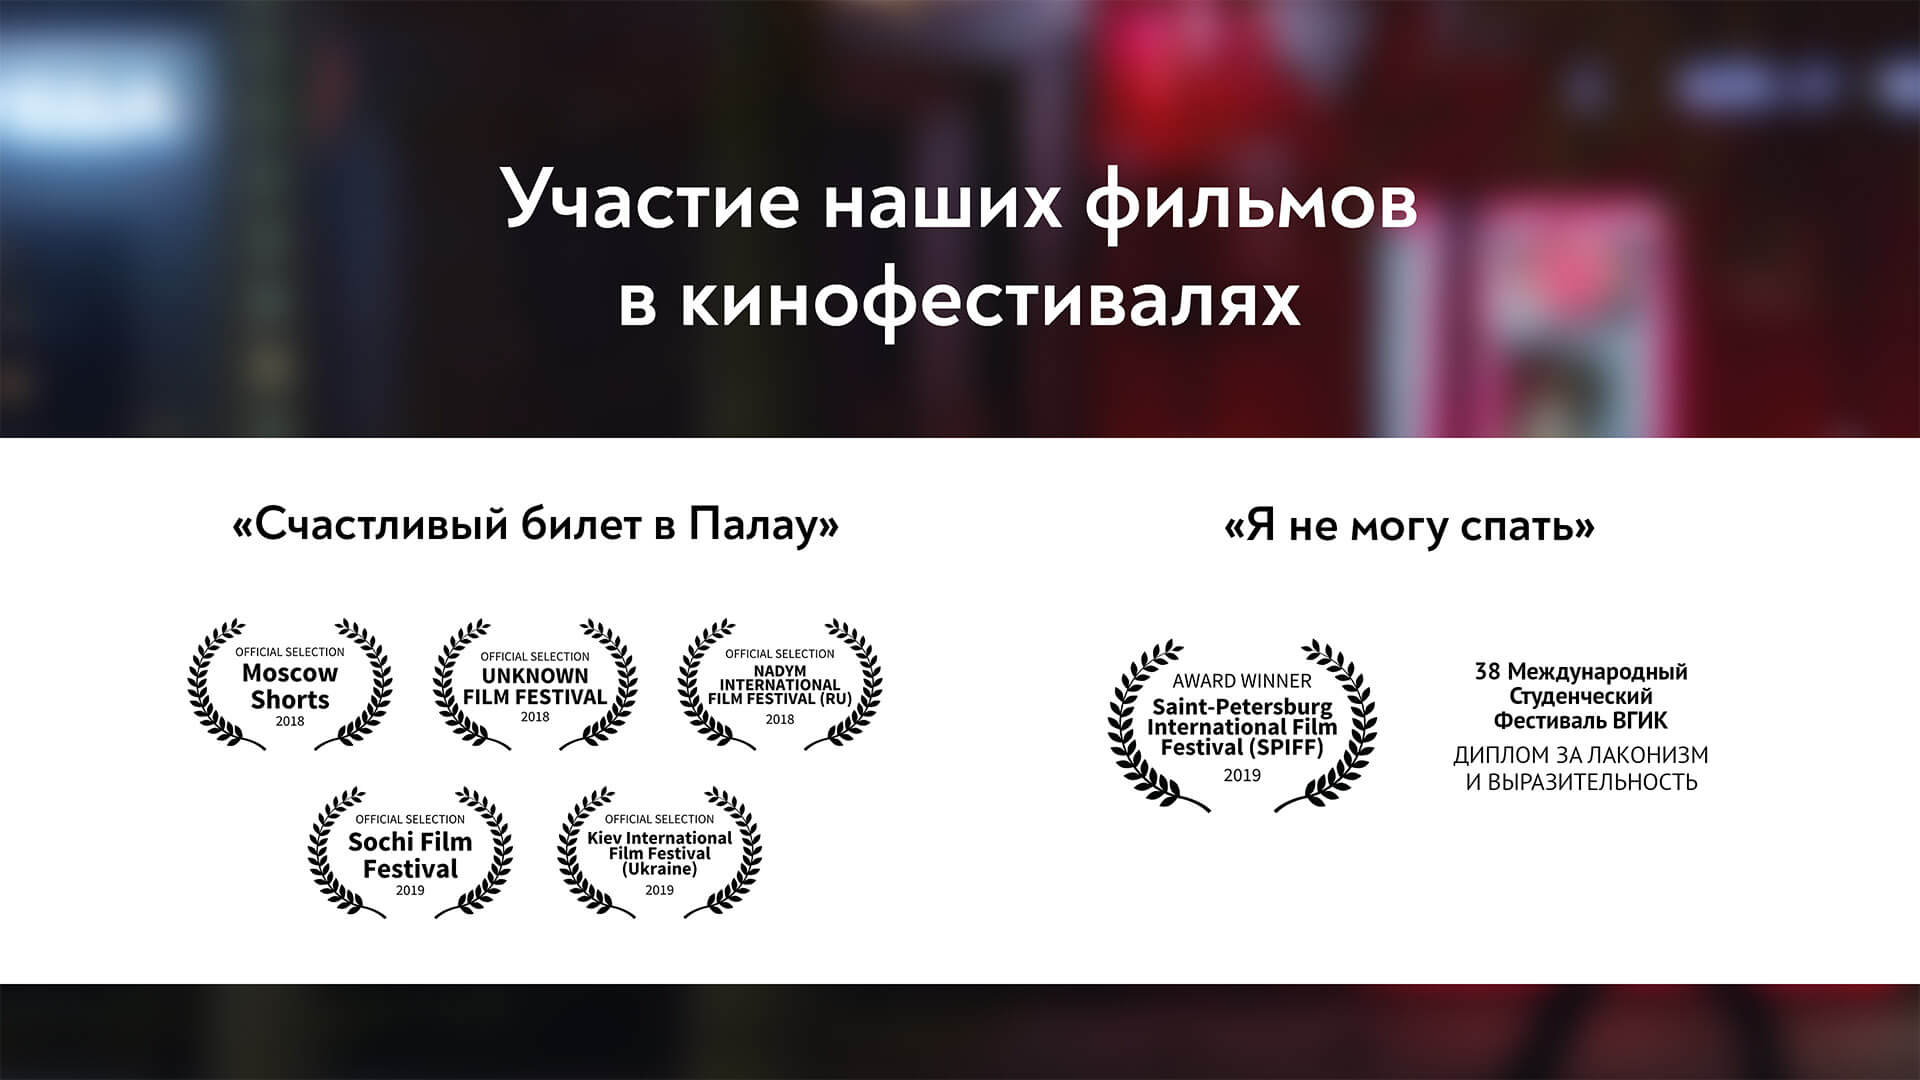 Участие наших фильмов
в кинофестивалях
«Счастливый билет в Палау»
OFFICIAL SELECTION
Moscow
Shorts
2018
OFFICIAL SELECTION
UNKNOWN
FILM FESTIVAL
2018
OFFICIAL SELECTION
NADYM
INTERNATIONAL
FILM FESTIVAL (RU)
2018
OFFICIAL SELECTION
Sochi Film
Festival
2019
OFFICIAL SELECTION
Kiev International
Film Festival
(Ukraine)
2019
«Я не могу спать»
AWARD WINNER
Saint-Petersburg
International Film
Festival (SPIFF)
2019
38 Международный
Студенческий
Фестиваль ВГИК
ДИПЛОМ ЗА ЛАКОНИЗМ
И ВЫРАЗИТЕЛЬНОСТЬ